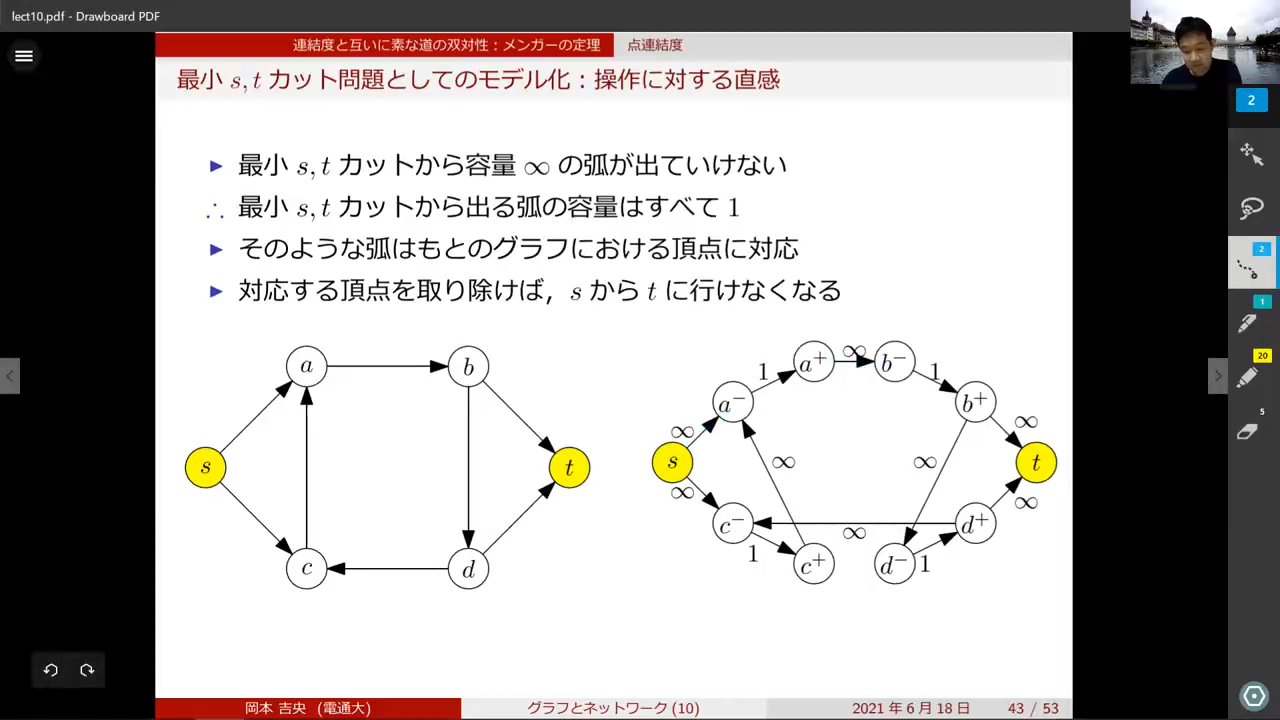 lect10.pdf - Drawboard PDF
連結度と互いに素な道の双対性：メンガーの定理 点連結度
最小 s, t カット問題としてのモデル化：操作に対する直感
▶ 最小 s, t カットから容量 ∞ の弧が出ていけない
∴ 最小 s, t カットから出る弧の容量はすべて 1
▶ そのような弧はもとのグラフにおける頂点に対応
▶ 対応する頂点を取り除けば，s から t に行けなくなる
a b
s t
c d
a⁺ ∞ b⁻
1 1
a⁻ b⁺
∞ ∞
s ∞ ∞ t
∞ ∞
c⁻ ∞ d⁺
1 c⁺ d⁻ 1
2
2
1
20
5
岡本 吉央 (電通大) グラフとネットワーク (10) 2021 年 6 月 18 日 43 / 53